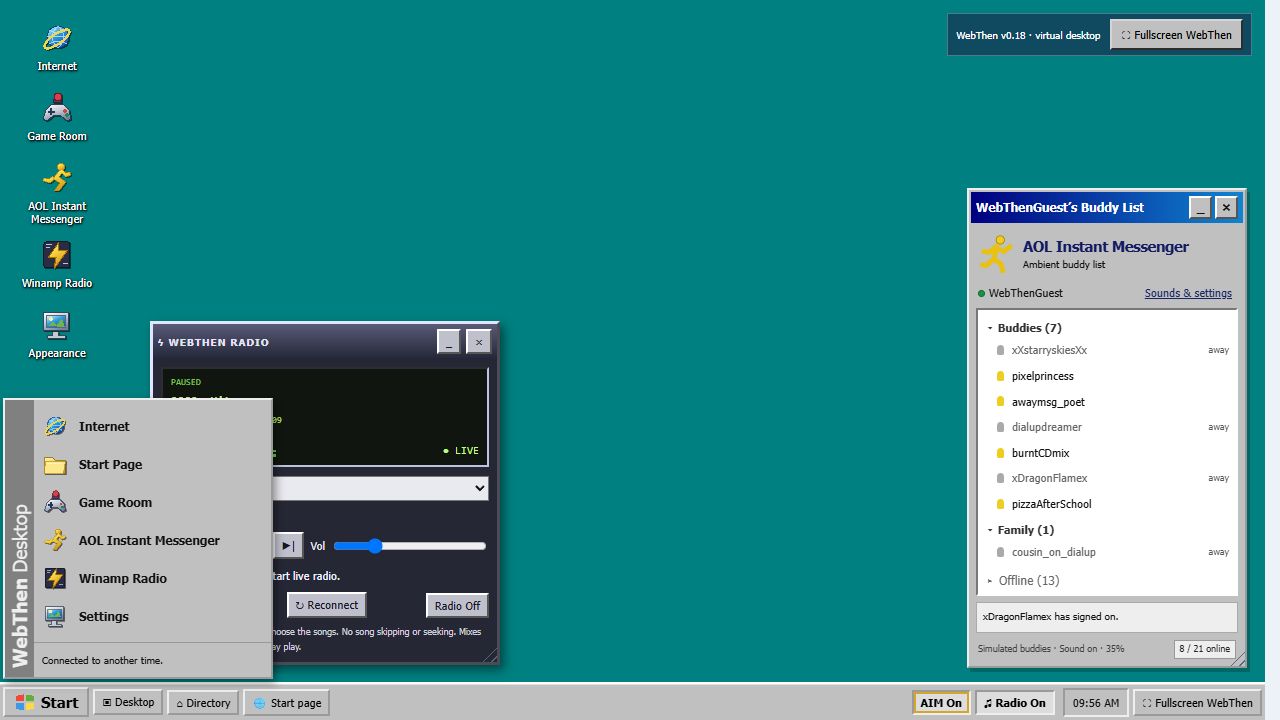 Internet
Game Room
AOL Instant
Messenger
Winamp Radio
Appearance
WebThen v0.18 · virtual desktop
⛶ Fullscreen WebThen
WebThenGuest's Buddy List
AOL Instant Messenger
Ambient buddy list
WebThenGuest
Sounds & settings
Buddies (7)
xXstarryskiesXx away
pixelprincess
awaymsg_poet
dialupdreamer away
burntCDmix
xDragonFlamex away
pizzaAfterSchool
Family (1)
cousin_on_dialup away
Offline (13)
xDragonFlamex has signed on.
Simulated buddies · Sound on · 35%
8 / 21 online
ϟ WEBTHEN RADIO
PAUSED
09
● LIVE
Vol
tart live radio.
↻ Reconnect
Radio Off
hoose the songs. No song skipping or seeking. Mixes
ay play.
WebThen Desktop
Internet
Start Page
Game Room
AOL Instant Messenger
Winamp Radio
Settings
Connected to another time.
Start
Desktop
Directory
Start page
AIM On
♫ Radio On
09:56 AM
⛶ Fullscreen WebThen